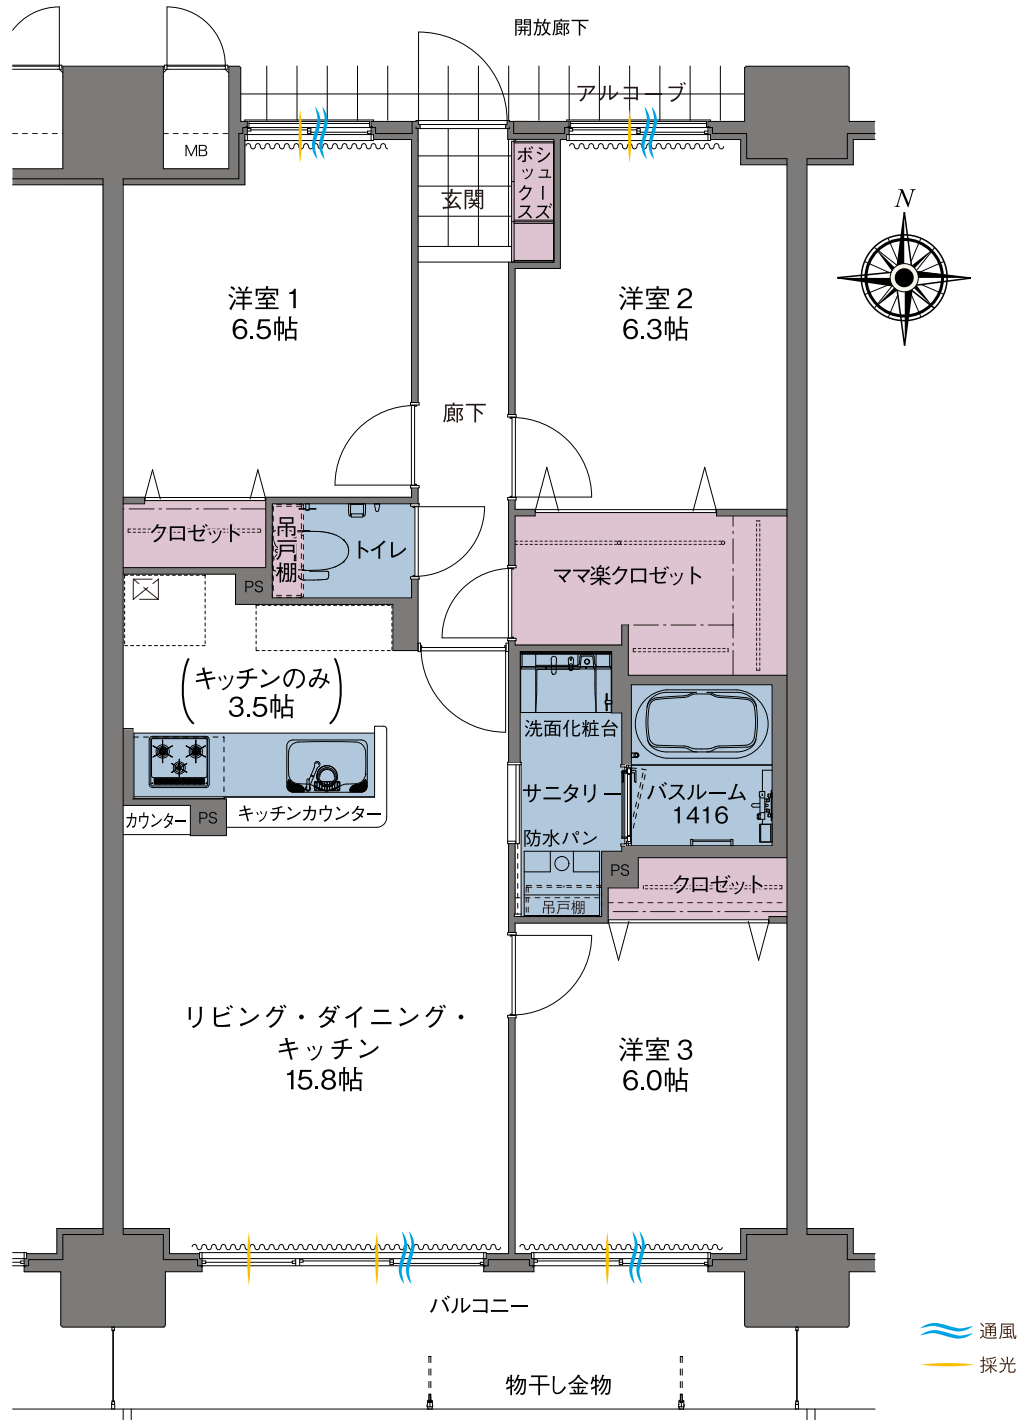 開放廊下
アルコーブ
MB
玄関
シューズ
ボックス
N
洋室1
6.5帖
洋室2
6.3帖
廊下
クロゼット
吊戸棚
トイレ
PS
ママ楽クロゼット
(キッチンのみ)
3.5帖
洗面化粧台
サニタリー
バスルーム
1416
カウンター
PS
キッチンカウンター
防水パン
PS
クロゼット
吊戸棚
リビング・ダイニング・
キッチン
15.8帖
洋室3
6.0帖
バルコニー
通風
採光
物干し金物